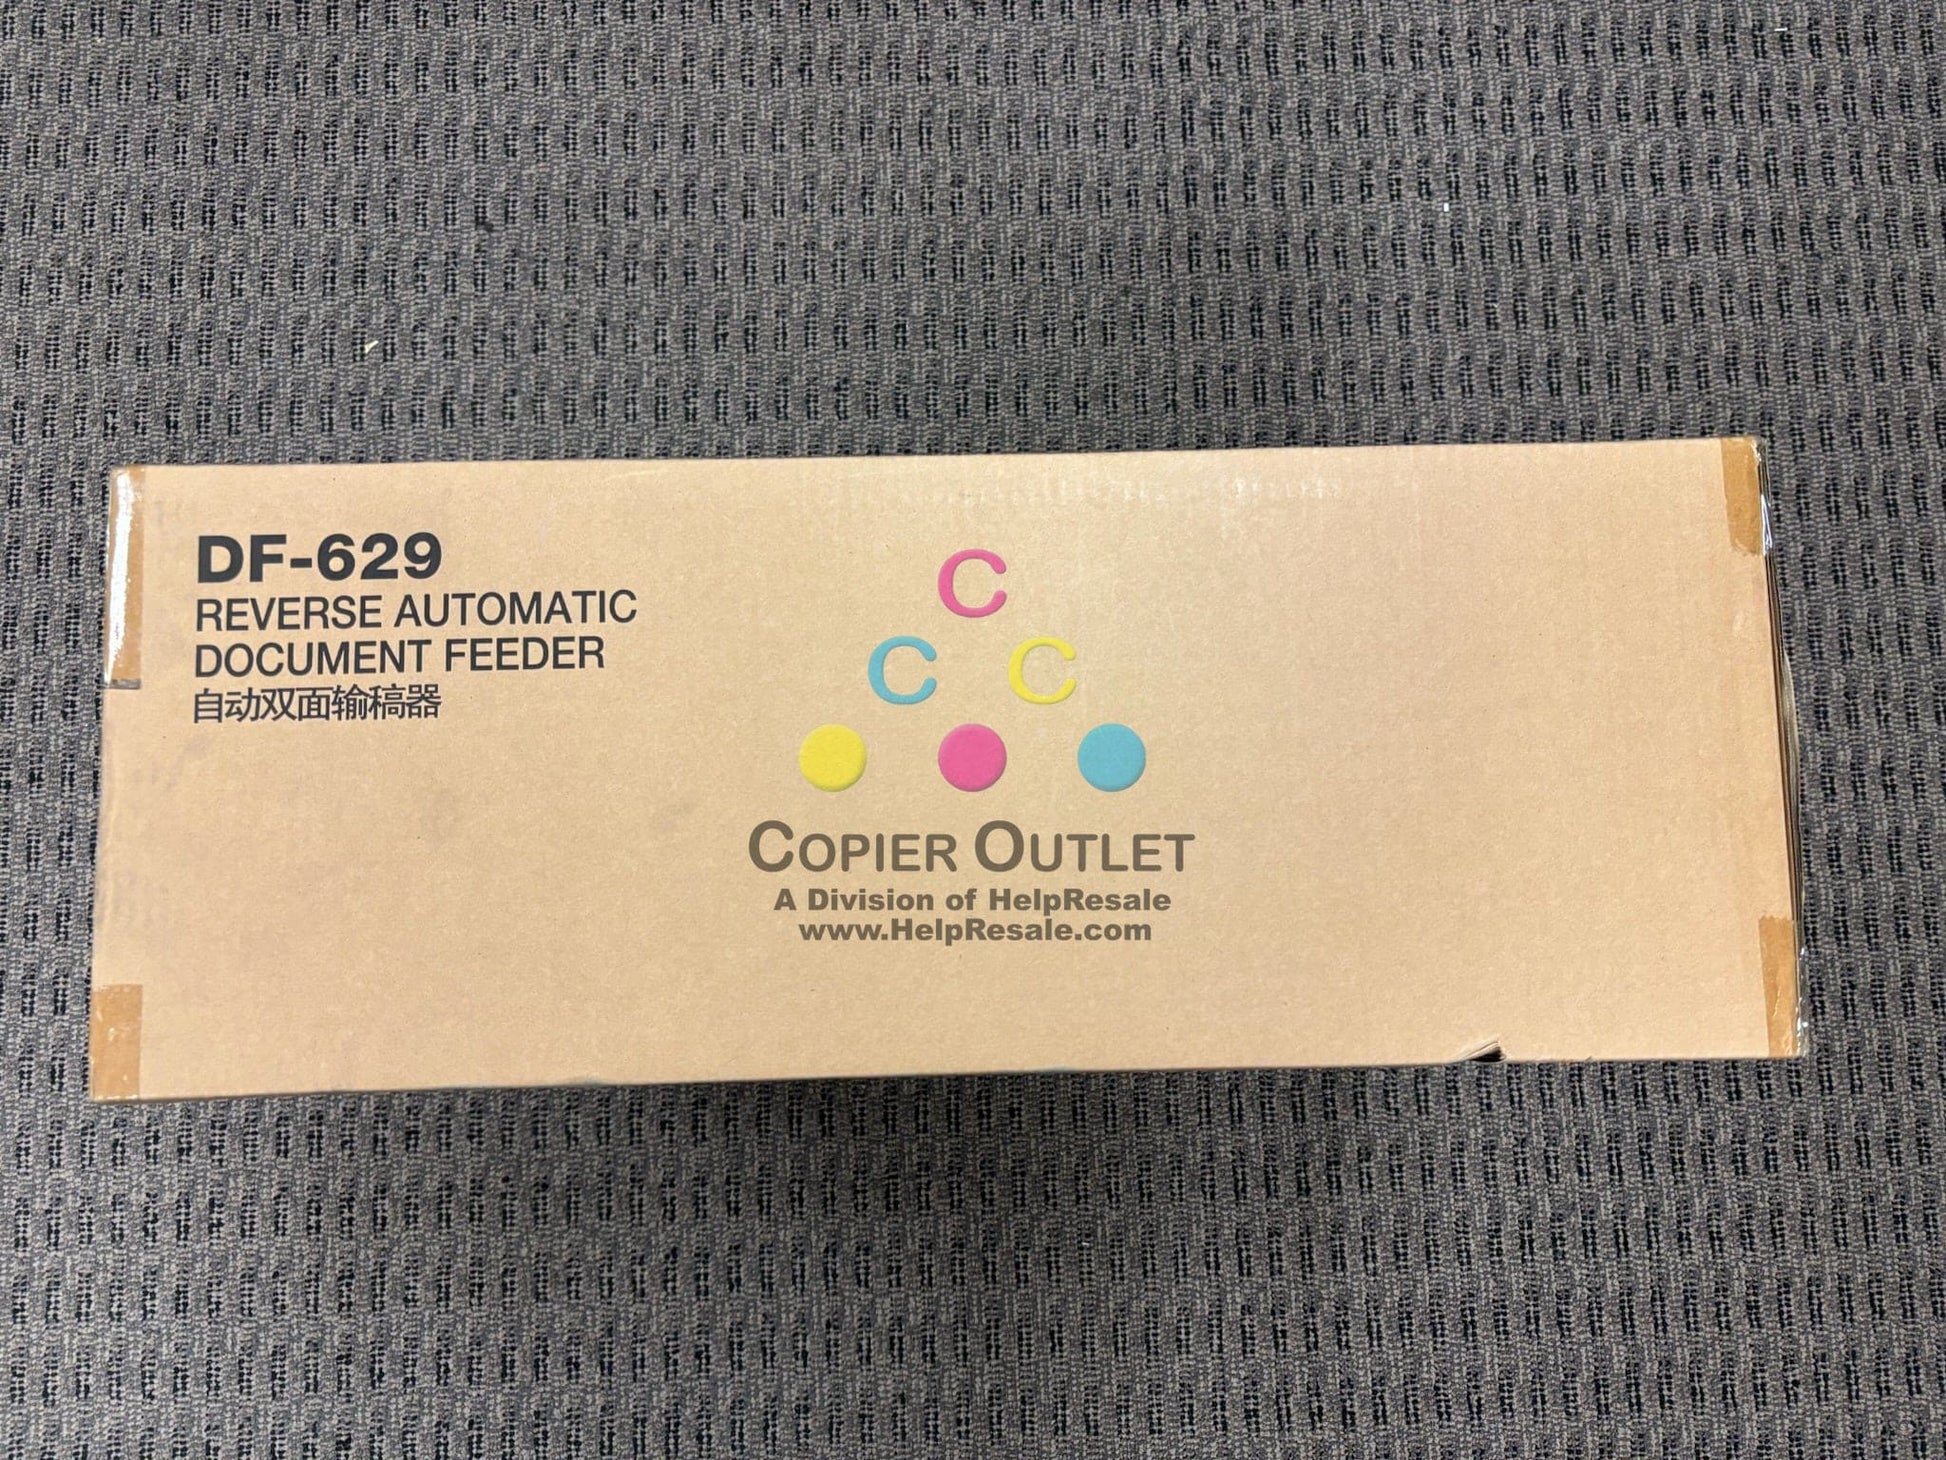 DF-629
REVERSE AUTOMATIC
DOCUMENT FEEDER
自动双面输稿器
C
C C
COPIER OUTLET
A Division of HelpResale
www.HelpResale.com